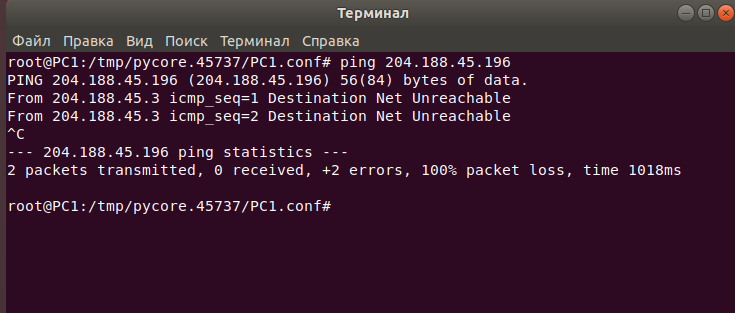 Терминал
Файл Правка Вид Поиск Терминал Справка
root@PC1:/tmp/pycore.45737/PC1.conf# ping 204.188.45.196
PING 204.188.45.196 (204.188.45.196) 56(84) bytes of data.
From 204.188.45.3 icmp_seq=1 Destination Net Unreachable
From 204.188.45.3 icmp_seq=2 Destination Net Unreachable
^C
--- 204.188.45.196 ping statistics ---
2 packets transmitted, 0 received, +2 errors, 100% packet loss, time 1018ms
root@PC1:/tmp/pycore.45737/PC1.conf#